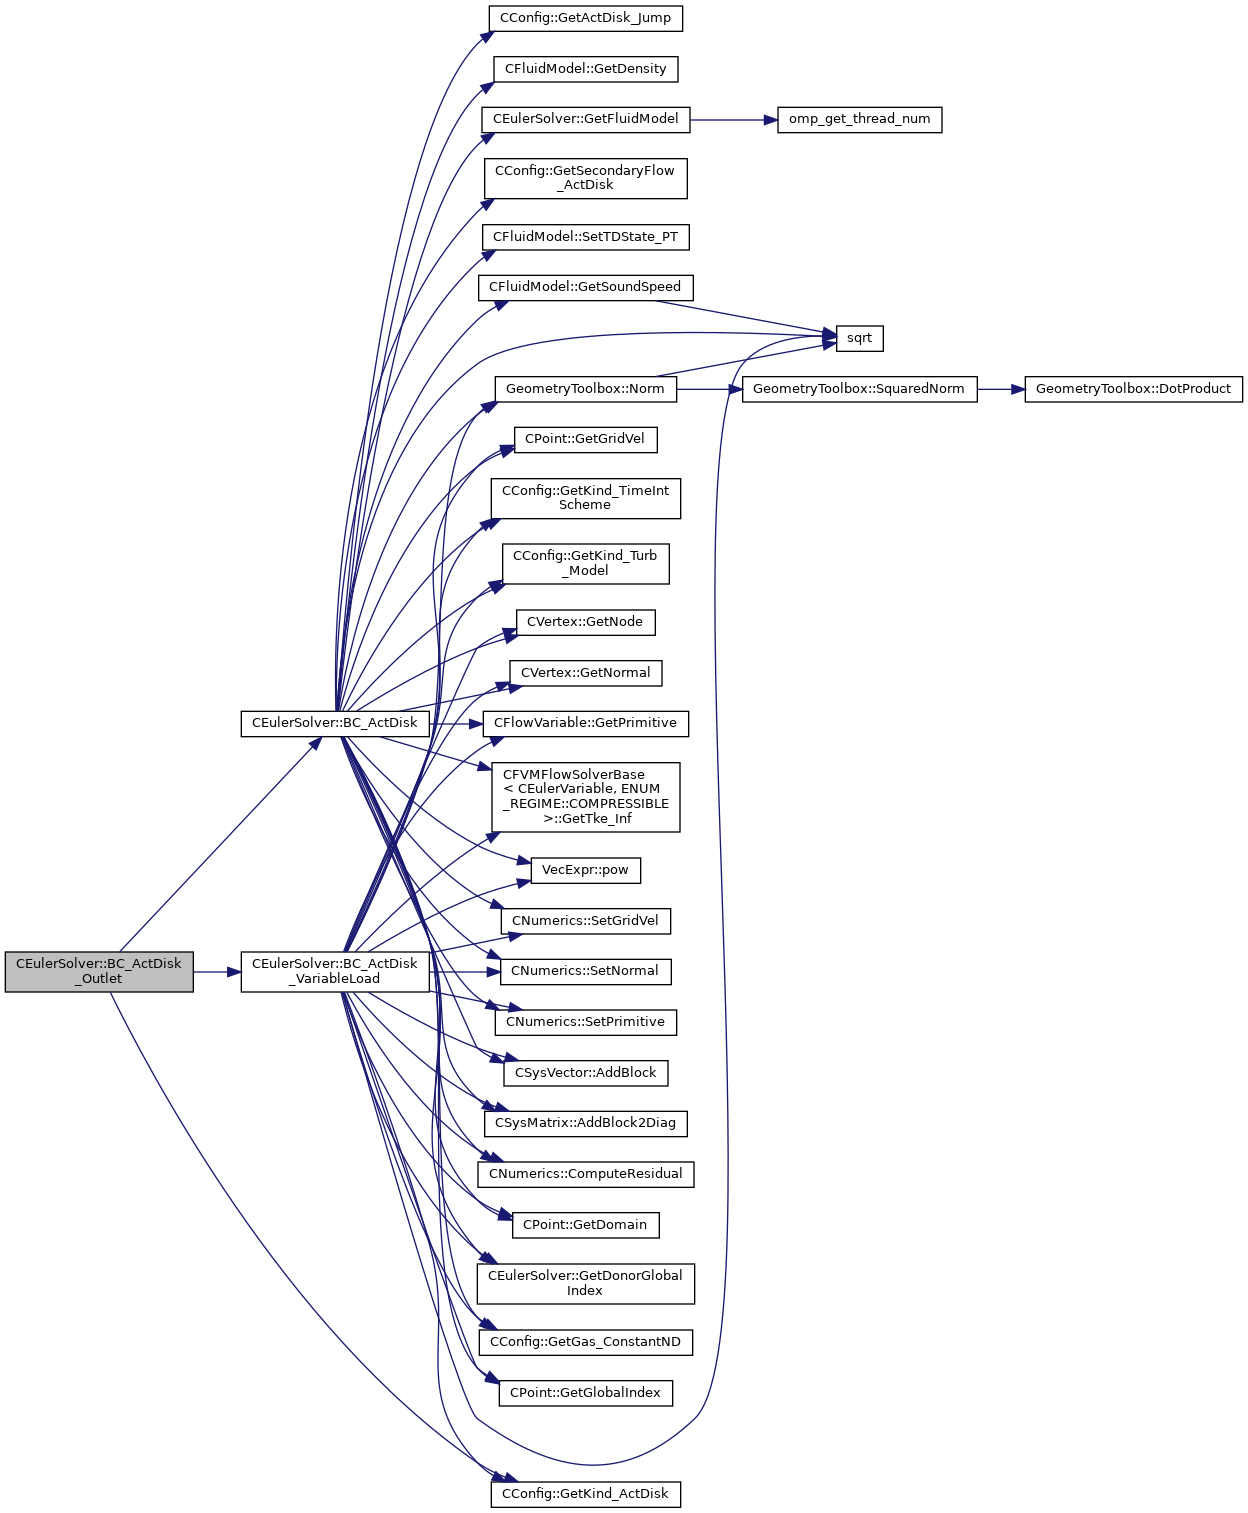 CConfig::GetActDisk_Jump
CFluidModel::GetDensity
CEulerSolver::GetFluidModel
omp_get_thread_num
CConfig::GetSecondaryFlow
_ActDisk
CFluidModel::SetTDState_PT
CFluidModel::GetSoundSpeed
sqrt
GeometryToolbox::Norm
GeometryToolbox::SquaredNorm
GeometryToolbox::DotProduct
CPoint::GetGridVel
CConfig::GetKind_TimeInt
Scheme
CConfig::GetKind_Turb
_Model
CVertex::GetNode
CVertex::GetNormal
CEulerSolver::BC_ActDisk
CFlowVariable::GetPrimitive
CFVMFlowSolverBase
< CEulerVariable, ENUM
_REGIME::COMPRESSIBLE
>::GetTke_Inf
VecExpr::pow
CNumerics::SetGridVel
CEulerSolver::BC_ActDisk
_Outlet
CEulerSolver::BC_ActDisk
_VariableLoad
CNumerics::SetNormal
CNumerics::SetPrimitive
CSysVector::AddBlock
CSysMatrix::AddBlock2Diag
CNumerics::ComputeResidual
CPoint::GetDomain
CEulerSolver::GetDonorGlobal
Index
CConfig::GetGas_ConstantND
CPoint::GetGlobalIndex
CConfig::GetKind_ActDisk